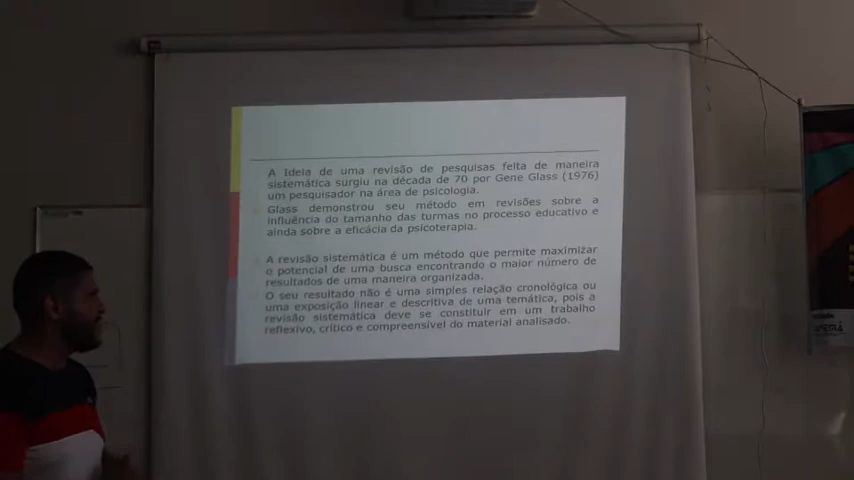 A Ideia de uma revisão de pesquisas feita de maneira
sistemática surgiu na década de 70 por Gene Glass (1976)
um pesquisador na área de psicologia.
Glass demonstrou seu método em revisões sobre a
influência do tamanho das turmas no processo educativo e
ainda sobre a eficácia da psicoterapia.
A revisão sistemática é um método que permite maximizar
o potencial de uma busca encontrando o maior número de
resultados de uma maneira organizada.
O seu resultado não é uma simples relação cronológica ou
uma exposição linear e descritiva de uma temática, pois a
revisão sistemática deve se constituir em um trabalho
reflexivo, crítico e compreensível do material analisado.